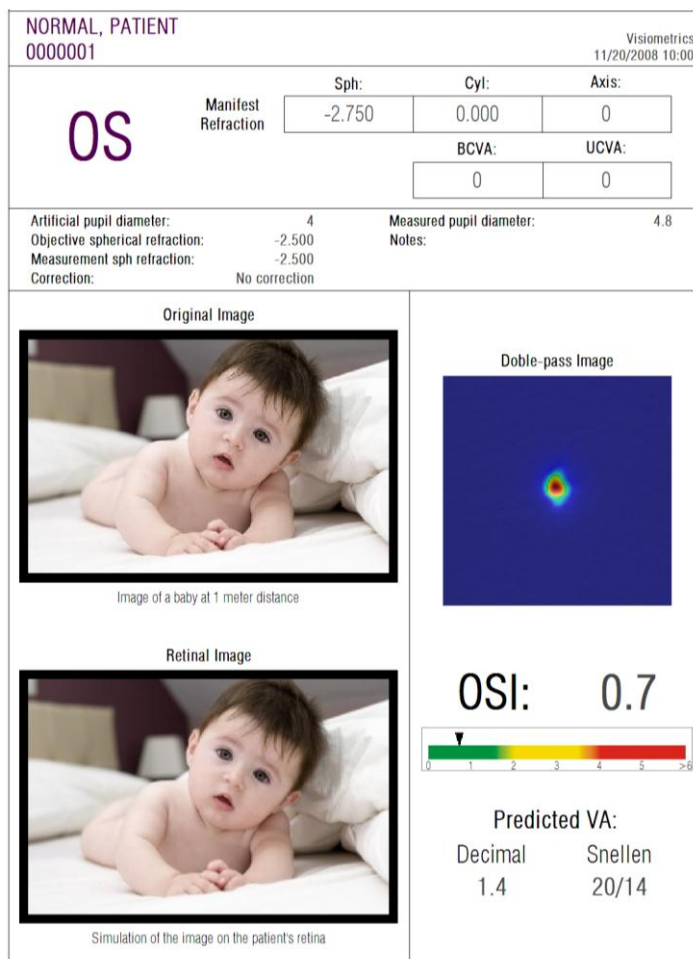 NORMAL, PATIENT
0000001
Visiometrics
11/20/2008 10:00
OS
Manifest Refraction
Sph: Cyl: Axis:
-2.750 0.000 0
BCVA: UCVA:
0 0
Artificial pupil diameter: 4 Measured pupil diameter: 4.8
Objective spherical refraction: -2.500 Notes:
Measurement sph refraction: -2.500
Correction: No correction
Original Image
Image of a baby at 1 meter distance
Retinal Image
Simulation of the image on the patient's retina
Doble-pass Image
OSI: 0.7
0 1 2 3 4 5 >6
Predicted VA:
Decimal Snellen
1.4 20/14